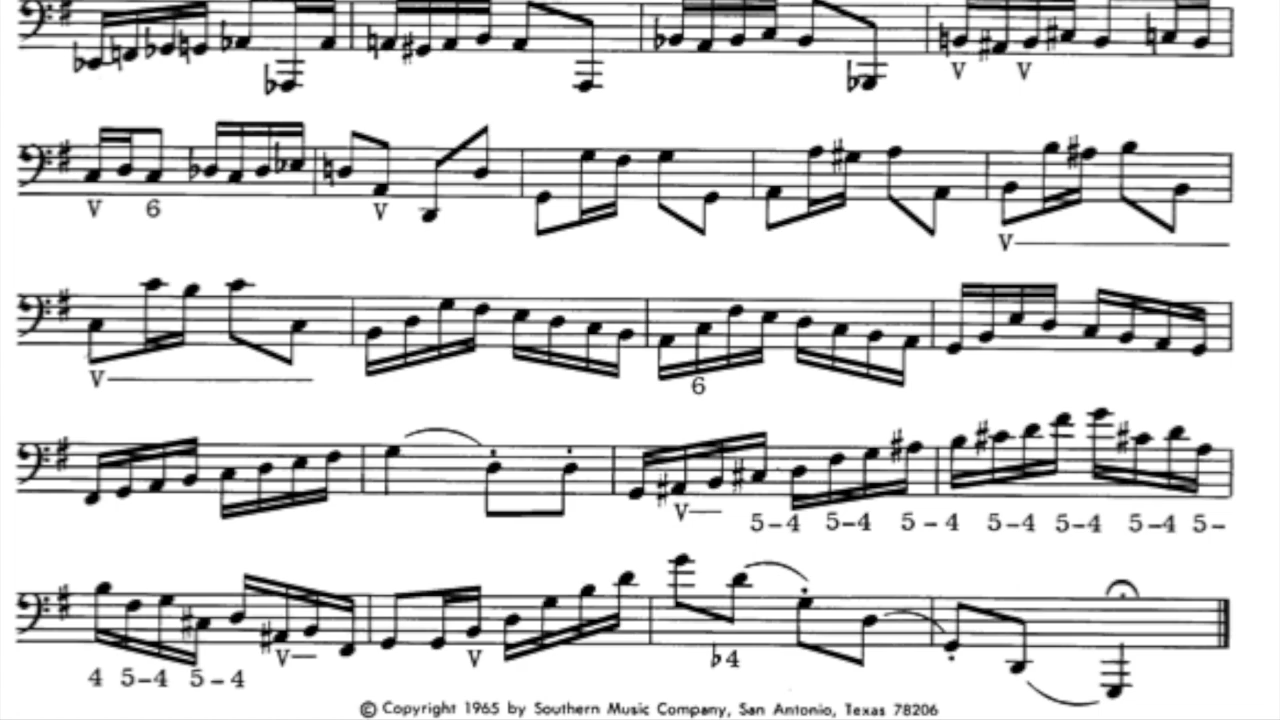 V V
V 6 V
V
V
6
V
5-4 5-4 5-4 5-4 5-4 5-4 5-
4 5-4 5-4 V V ♭4
© Copyright 1965 by Southern Music Company, San Antonio, Texas 78206